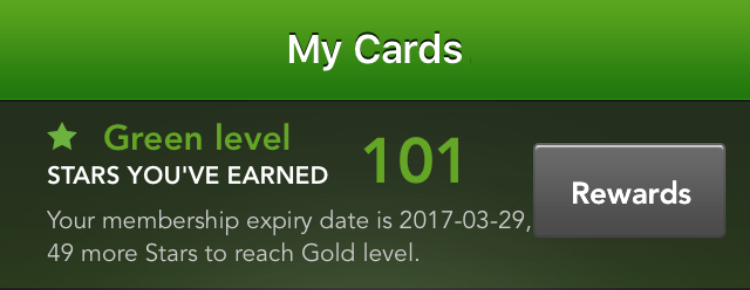 My Cards
Green level
STARS YOU'VE EARNED
101
Your membership expiry date is 2017-03-29,
49 more Stars to reach Gold level.
Rewards